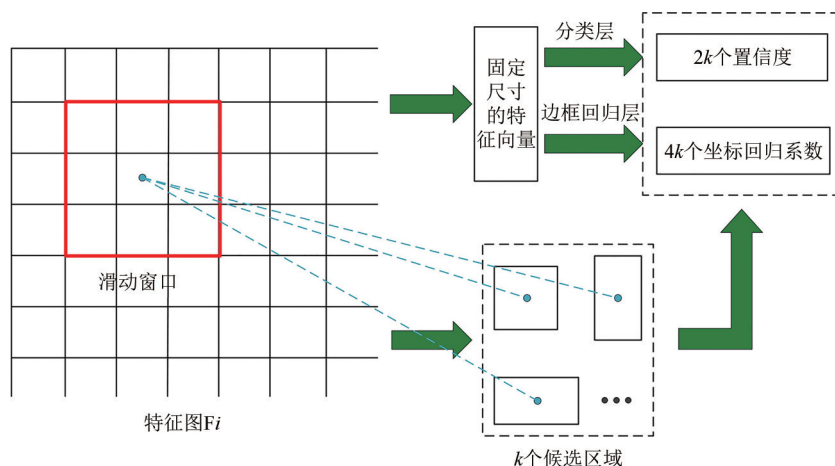 分类层
2k个置信度
固定
尺寸
的特
征向量
边框回归层
4k个坐标回归系数
滑动窗口
特征图Fi
k个候选区域